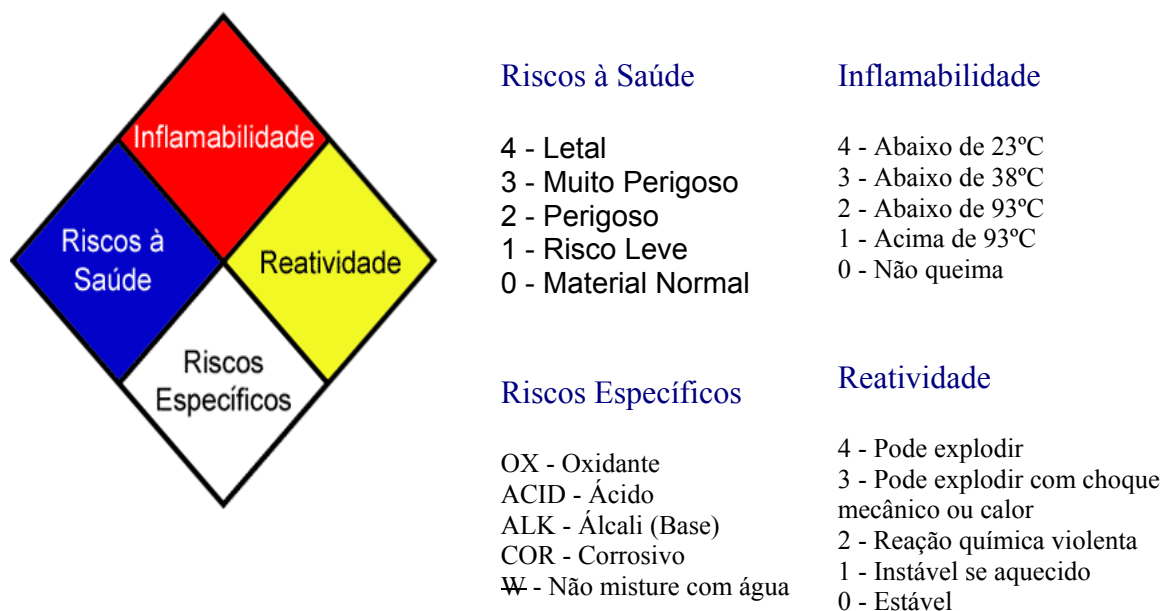 Inflamabilidade
Riscos à
Saúde
Reatividade
Riscos
Específicos
Riscos à Saúde
4 - Letal
3 - Muito Perigoso
2 - Perigoso
1 - Risco Leve
0 - Material Normal
Inflamabilidade
4 - Abaixo de 23ºC
3 - Abaixo de 38ºC
2 - Abaixo de 93ºC
1 - Acima de 93ºC
0 - Não queima
Riscos Específicos
OX - Oxidante
ACID - Ácido
ALK - Álcali (Base)
COR - Corrosivo
W - Não misture com água
Reatividade
4 - Pode explodir
3 - Pode explodir com choque
mecânico ou calor
2 - Reação química violenta
1 - Instável se aquecido
0 - Estável